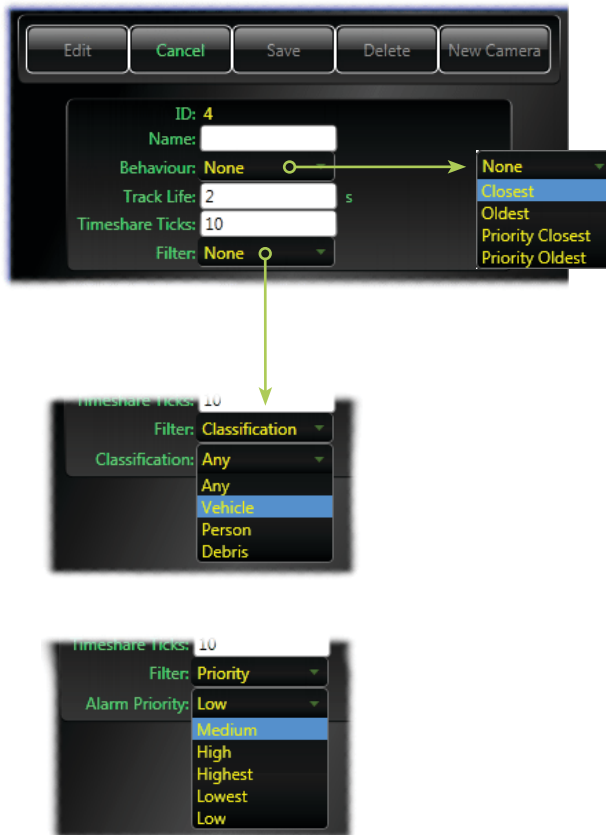 Edit Cancel Save Delete New Camera
ID: 4
Name:
Behaviour: None
Track Life: 2 s
Timeshare Ticks: 10
Filter: None
None
Closest
Oldest
Priority Closest
Priority Oldest
Timeshare Ticks: 10
Filter: Classification
Classification: Any
Any
Vehicle
Person
Debris
Timeshare Ticks: 10
Filter: Priority
Alarm Priority: Low
Medium
High
Highest
Lowest
Low